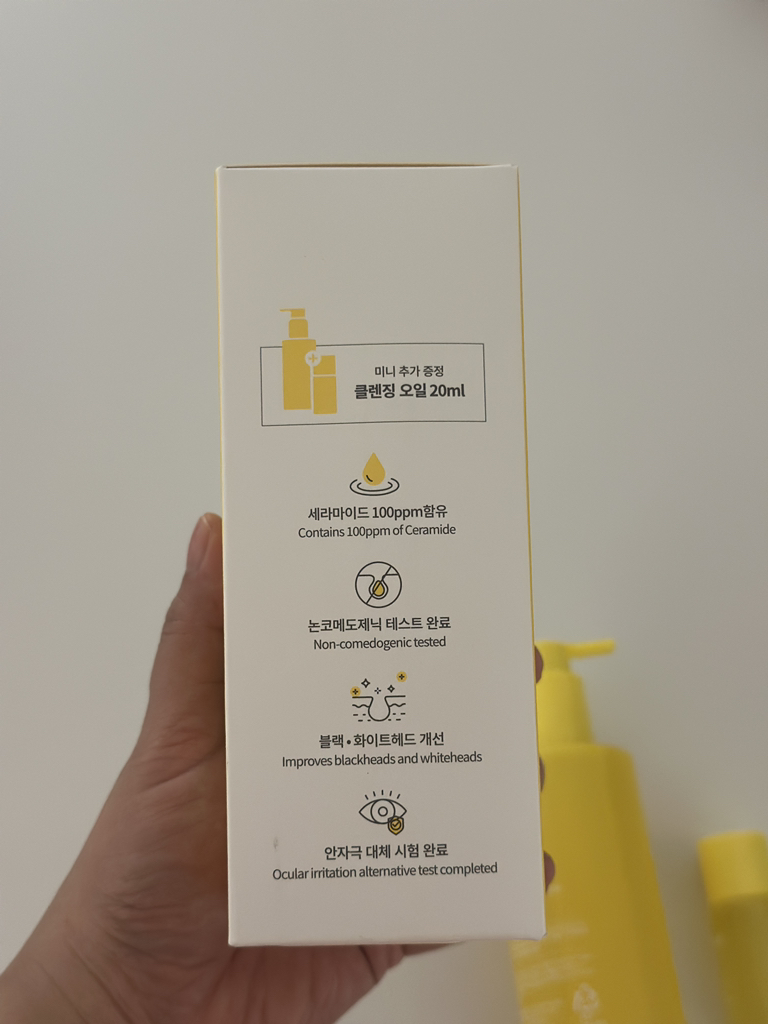 미니 추가 증정
클렌징 오일 20ml
세라마이드 100ppm함유
Contains 100ppm of Ceramide
논코메도제닉 테스트 완료
Non-comedogenic tested
블랙•화이트헤드 개선
Improves blackheads and whiteheads
안자극 대체 시험 완료
Ocular irritation alternative test completed